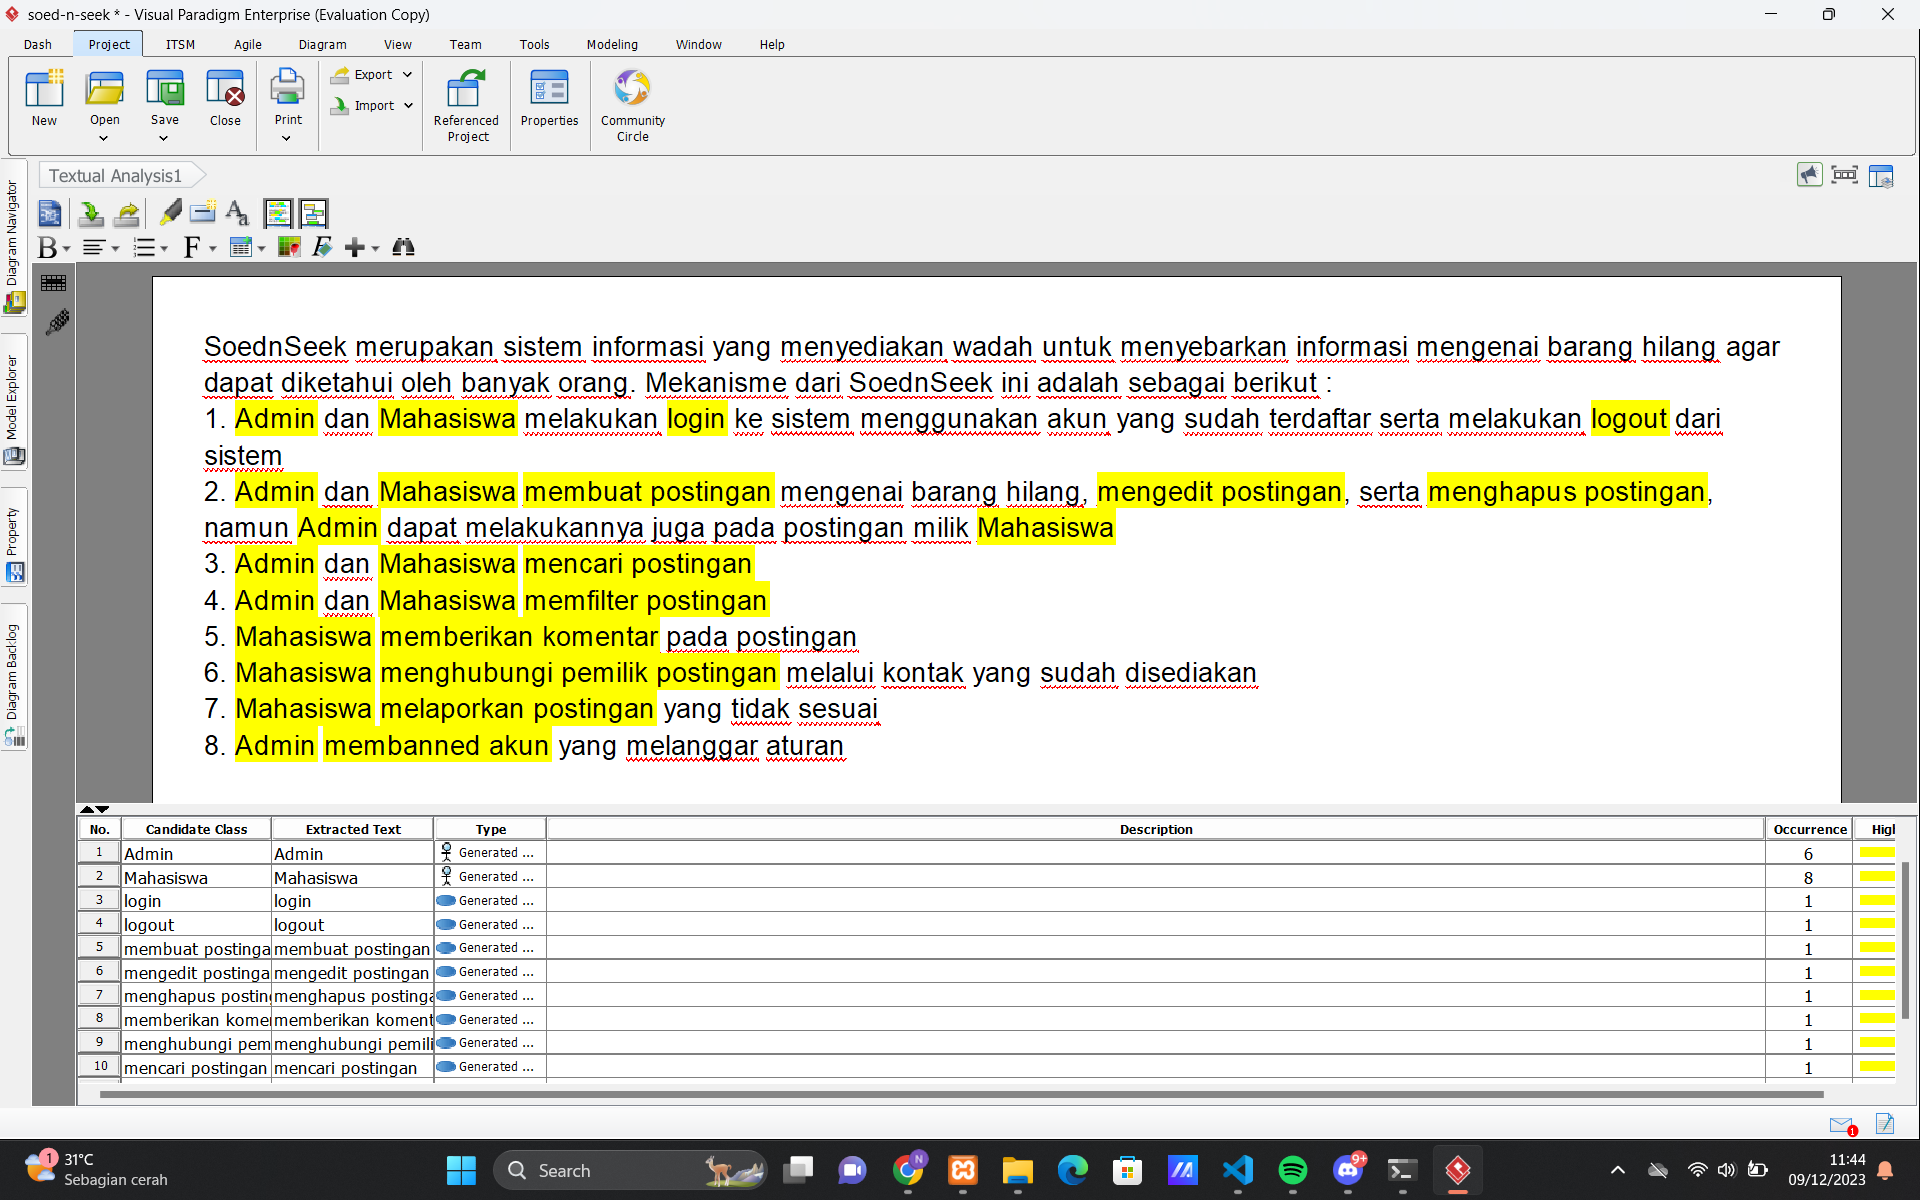 soed-n-seek * - Visual Paradigm Enterprise (Evaluation Copy)
Dash Project ITSM Agile Diagram View Team Tools Modeling Window Help
New Open Save Close Print Export Import Referenced Project Properties Community Circle
Textual Analysis1
Diagram Navigator
Model Explorer
Property
Diagram Backlog
SoednSeek merupakan sistem informasi yang menyediakan wadah untuk menyebarkan informasi mengenai barang hilang agar
dapat diketahui oleh banyak orang. Mekanisme dari SoednSeek ini adalah sebagai berikut :
1. Admin dan Mahasiswa melakukan login ke sistem menggunakan akun yang sudah terdaftar serta melakukan logout dari
sistem
2. Admin dan Mahasiswa membuat postingan mengenai barang hilang, mengedit postingan, serta menghapus postingan,
namun Admin dapat melakukannya juga pada postingan milik Mahasiswa
3. Admin dan Mahasiswa mencari postingan
4. Admin dan Mahasiswa memfilter postingan
5. Mahasiswa memberikan komentar pada postingan
6. Mahasiswa menghubungi pemilik postingan melalui kontak yang sudah disediakan
7. Mahasiswa melaporkan postingan yang tidak sesuai
8. Admin membanned akun yang melanggar aturan
No. Candidate Class Extracted Text Type Description Occurrence Higl
1 Admin Admin Generated ... 6
2 Mahasiswa Mahasiswa Generated ... 8
3 login login Generated ... 1
4 logout logout Generated ... 1
5 membuat postinga membuat postingan Generated ... 1
6 mengedit postinga mengedit postingan Generated ... 1
7 menghapus postin menghapus postinga Generated ... 1
8 memberikan kome memberikan koment Generated ... 1
9 menghubungi pem menghubungi pemili Generated ... 1
10 mencari postingan mencari postingan Generated ... 1
1 31°C
Sebagian cerah
Search
N
9+
1
11:44
09/12/2023